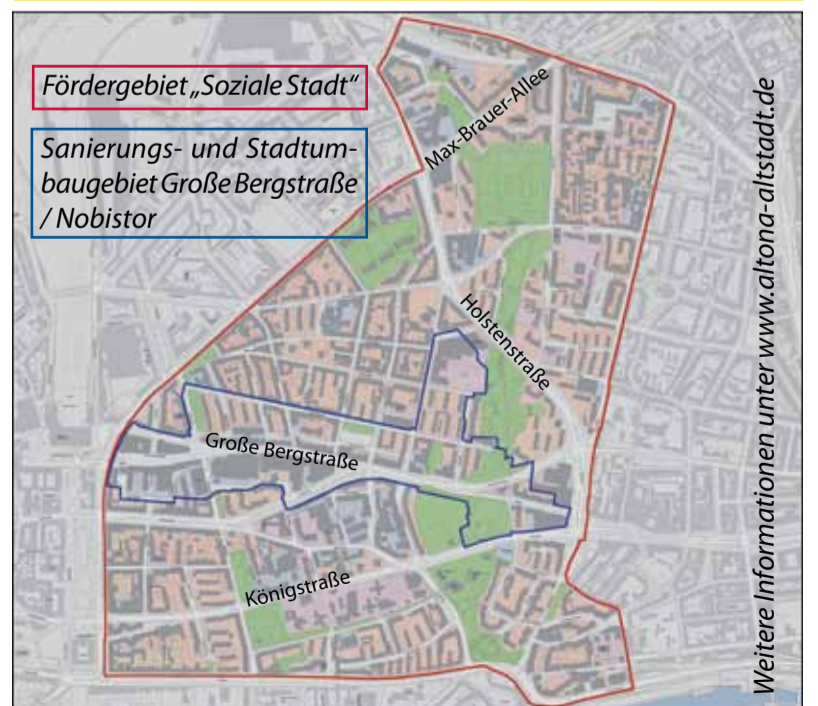 Fördergebiet „Soziale Stadt“
Sanierungs- und Stadtum-
baugebiet Große Bergstraße
/ Nobistor
Max-Brauer-Allee
Holstenstraße
Große Bergstraße
Königstraße
Weitere Informationen unter www.altona-altstadt.de